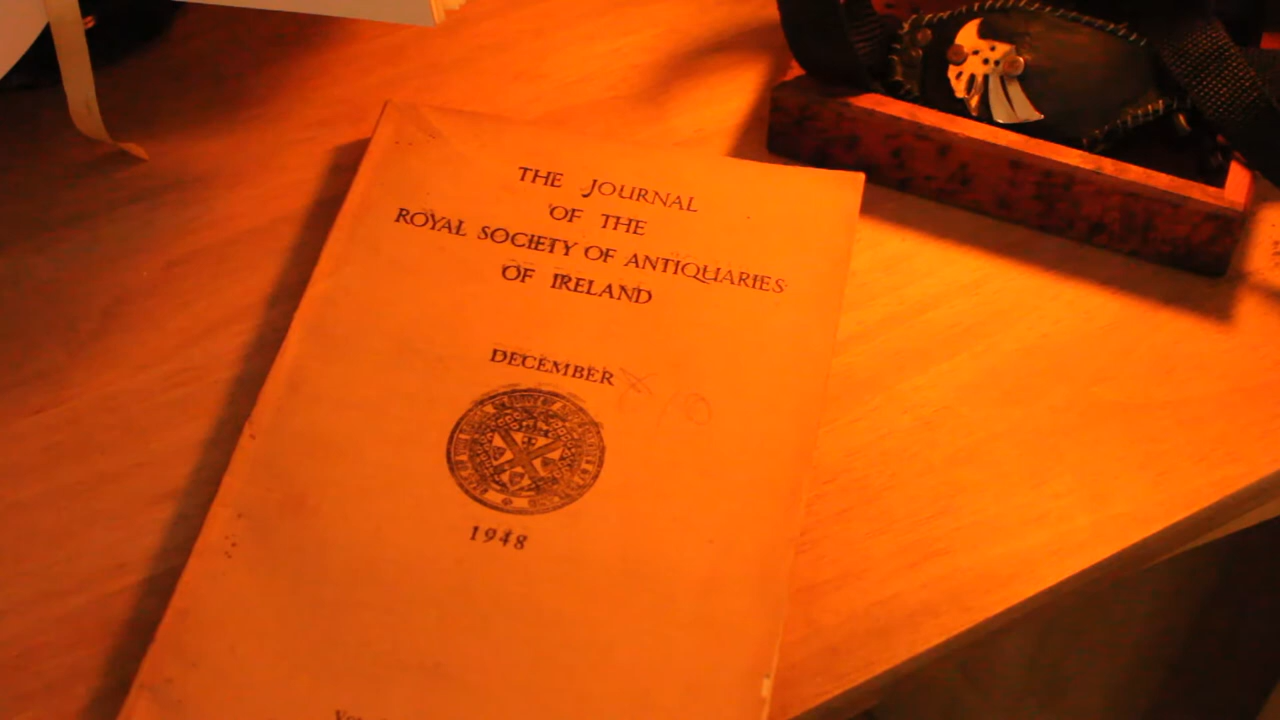 THE JOURNAL
OF THE
ROYAL SOCIETY OF ANTIQUARIES
OF IRELAND
DECEMBER
1948